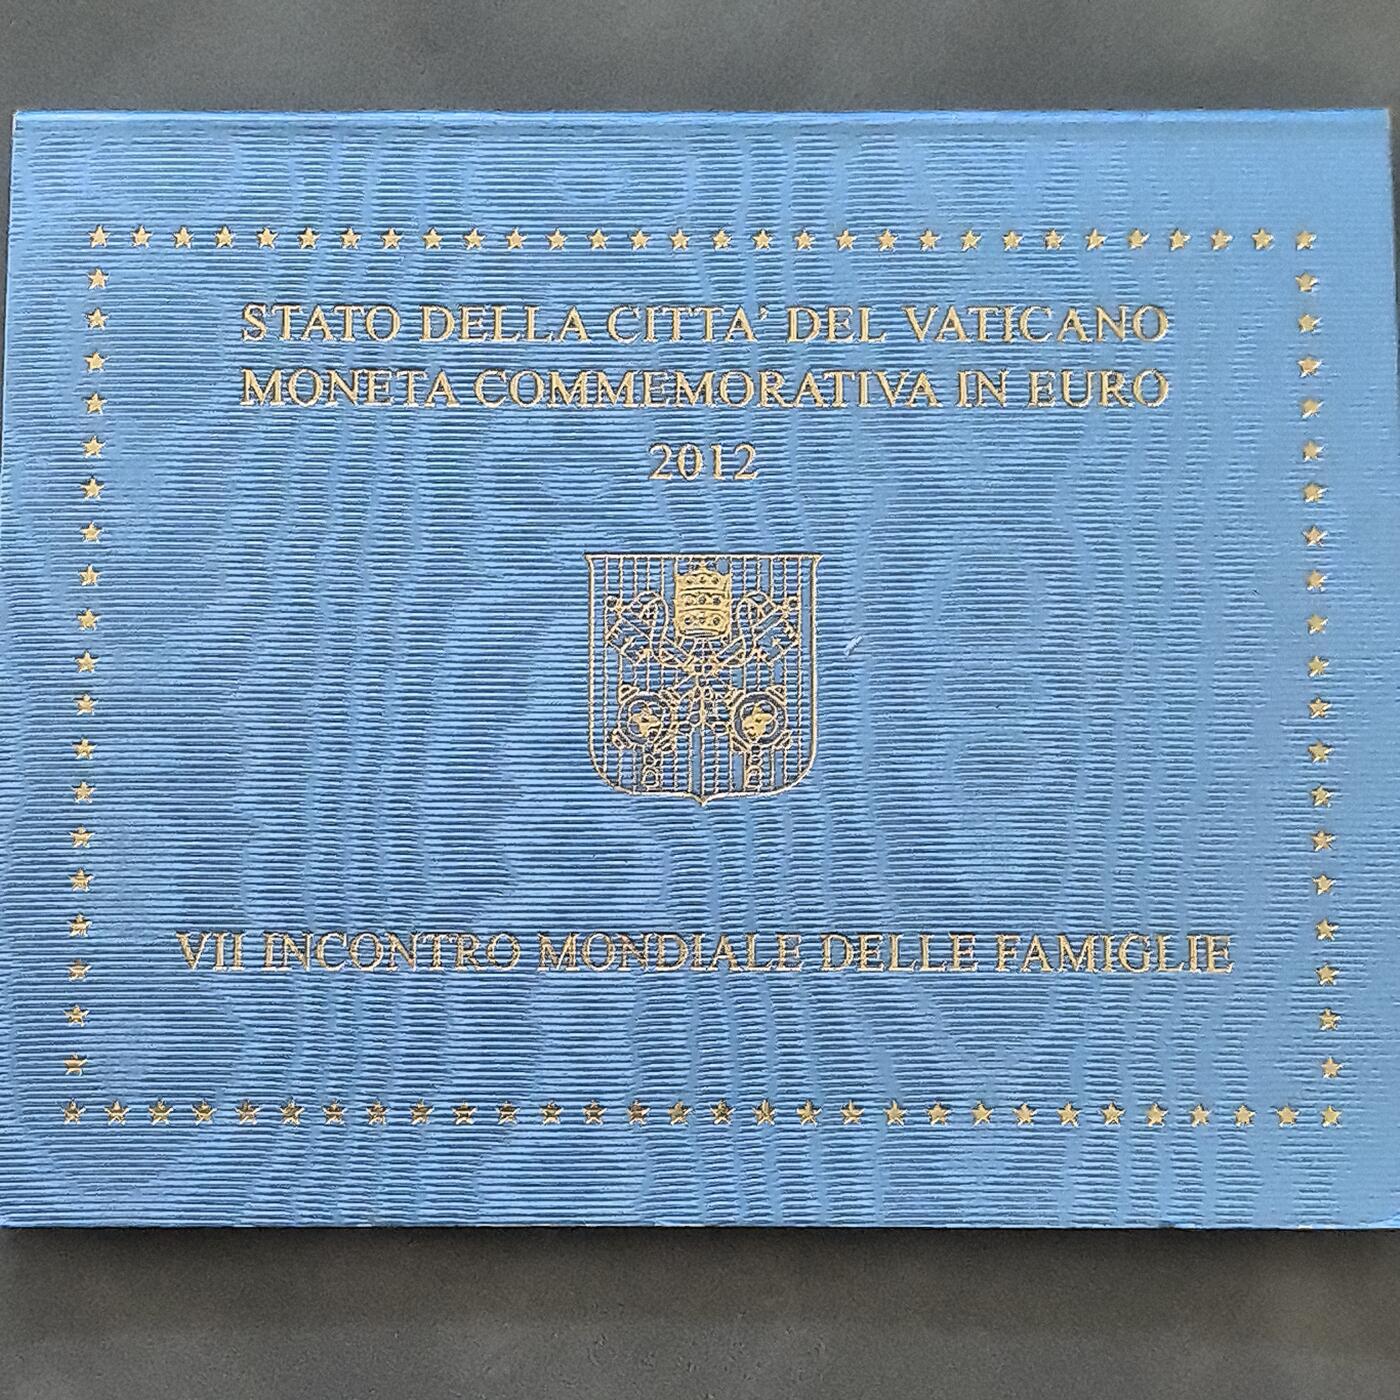 STATO DELLA CITTA' DEL VATICANO
MONETA COMMEMORATIVA IN EURO
2012
VII INCONTRO MONDIALE DELLE FAMIGLIE